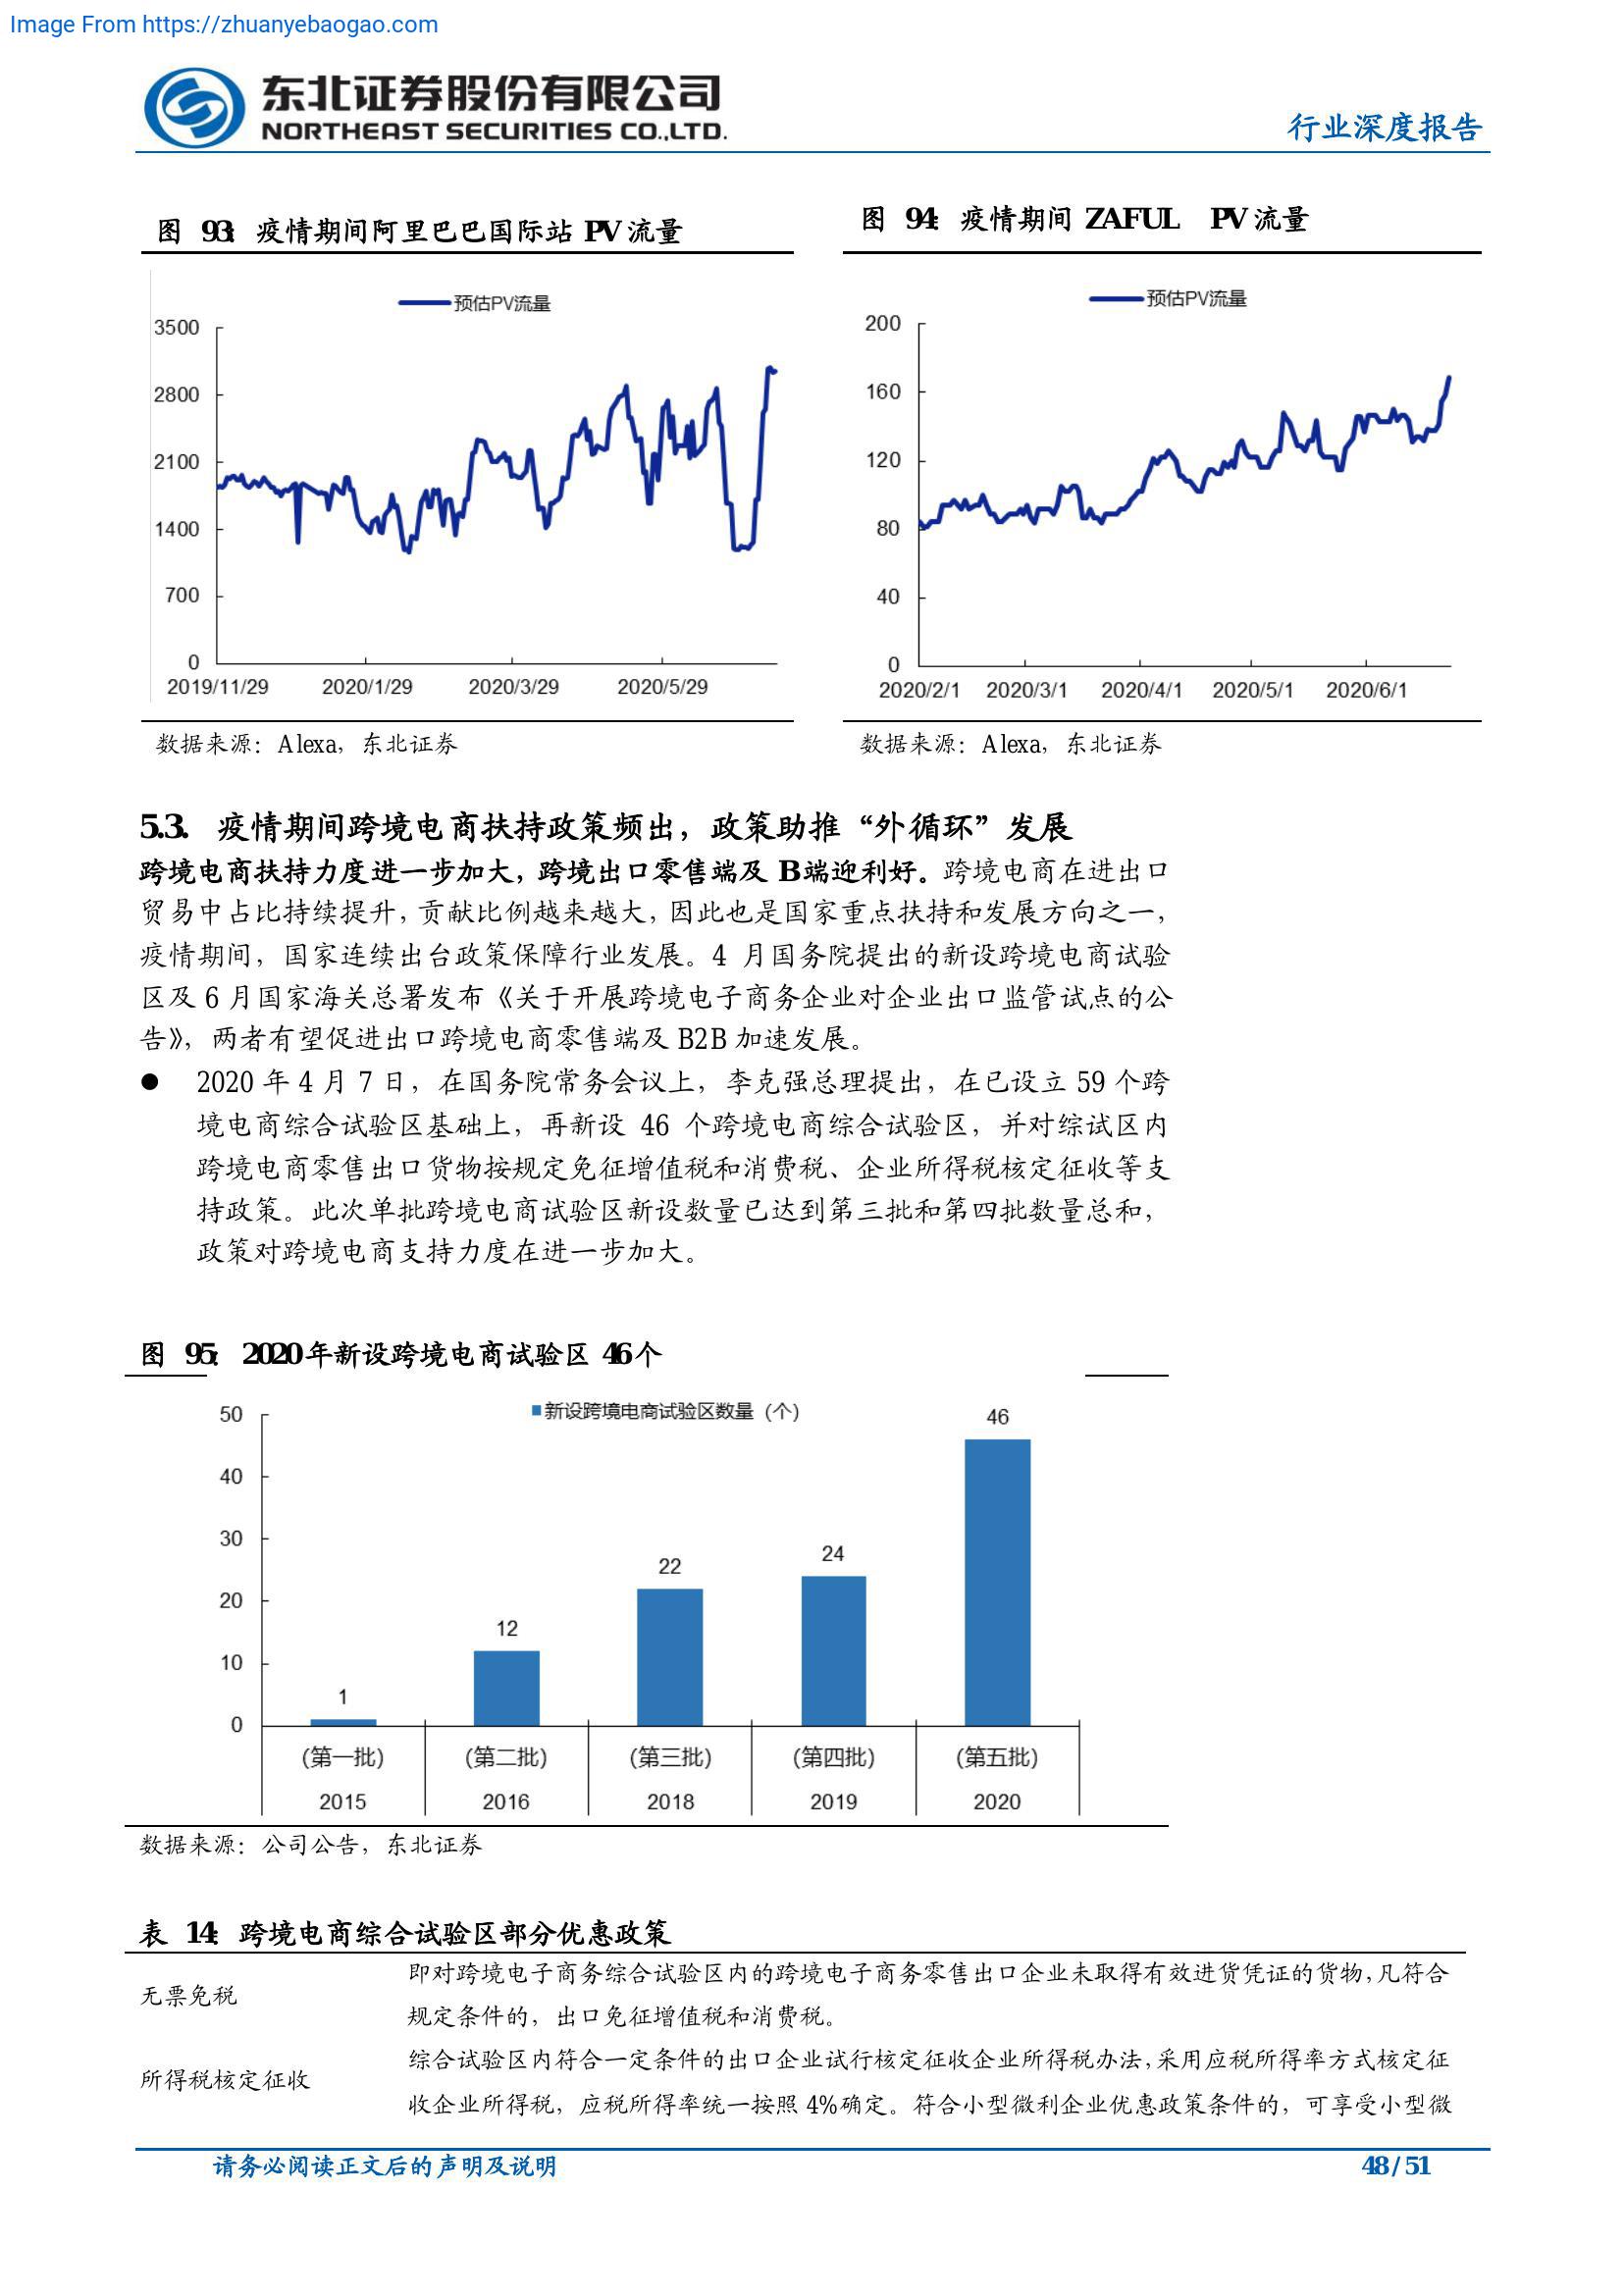 Image From https://zhuanyebaogao.com
东北证券股份有限公司
NORTHEAST SECURITIES CO.,LTD.
行业深度报告
图 93：疫情期间阿里巴巴国际站 PV 流量
预估PV流量
3500
2800
2100
1400
700
0
2019/11/29 2020/1/29 2020/3/29 2020/5/29
数据来源：Alexa，东北证券
图 94：疫情期间 ZAFUL PV 流量
预估PV流量
200
160
120
80
40
0
2020/2/1 2020/3/1 2020/4/1 2020/5/1 2020/6/1
数据来源：Alexa，东北证券
5.3. 疫情期间跨境电商扶持政策频出，政策助推“外循环”发展
跨境电商扶持力度进一步加大，跨境出口零售端及 B端迎利好。跨境电商在进出口
贸易中占比持续提升，贡献比例越来越大，因此也是国家重点扶持和发展方向之一，
疫情期间，国家连续出台政策保障行业发展。4 月国务院提出的新设跨境电商试验
区及 6 月国家海关总署发布《关于开展跨境电子商务企业对企业出口监管试点的公
告》，两者有望促进出口跨境电商零售端及 B2B 加速发展。
● 2020 年 4 月 7 日，在国务院常务会议上，李克强总理提出，在已设立 59 个跨
境电商综合试验区基础上，再新设 46 个跨境电商综合试验区，并对综试区内
跨境电商零售出口货物按规定免征增值税和消费税、企业所得税核定征收等支
持政策。此次单批跨境电商试验区新设数量已达到第三批和第四批数量总和，
政策对跨境电商支持力度在进一步加大。
图 95：2020年新设跨境电商试验区 46个
新设跨境电商试验区数量（个）
50
40
30
20
10
0
1
12
22
24
46
(第一批) (第二批) (第三批) (第四批) (第五批)
2015 2016 2018 2019 2020
数据来源：公司公告，东北证券
表 14：跨境电商综合试验区部分优惠政策
无票免税
即对跨境电子商务综合试验区内的跨境电子商务零售出口企业未取得有效进货凭证的货物，凡符合
规定条件的，出口免征增值税和消费税。
所得税核定征收
综合试验区内符合一定条件的出口企业试行核定征收企业所得税办法，采用应税所得率方式核定征
收企业所得税，应税所得率统一按照 4%确定。符合小型微利企业优惠政策条件的，可享受小型微
请务必阅读正文后的声明及说明
48 / 51